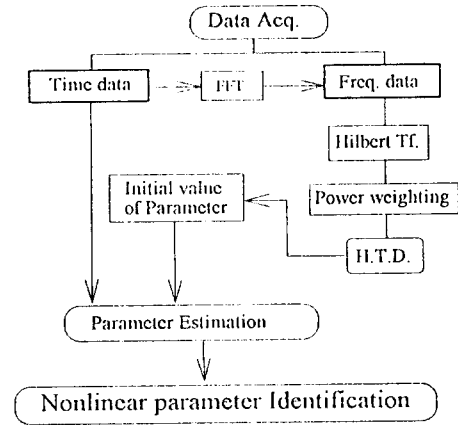 Data Acq.
Time data
FFT
Freq. data
Hilbert Tf.
Initial value
of Parameter
Power weighting
H.T.D.
Parameter Estimation
Nonlinear parameter Identification